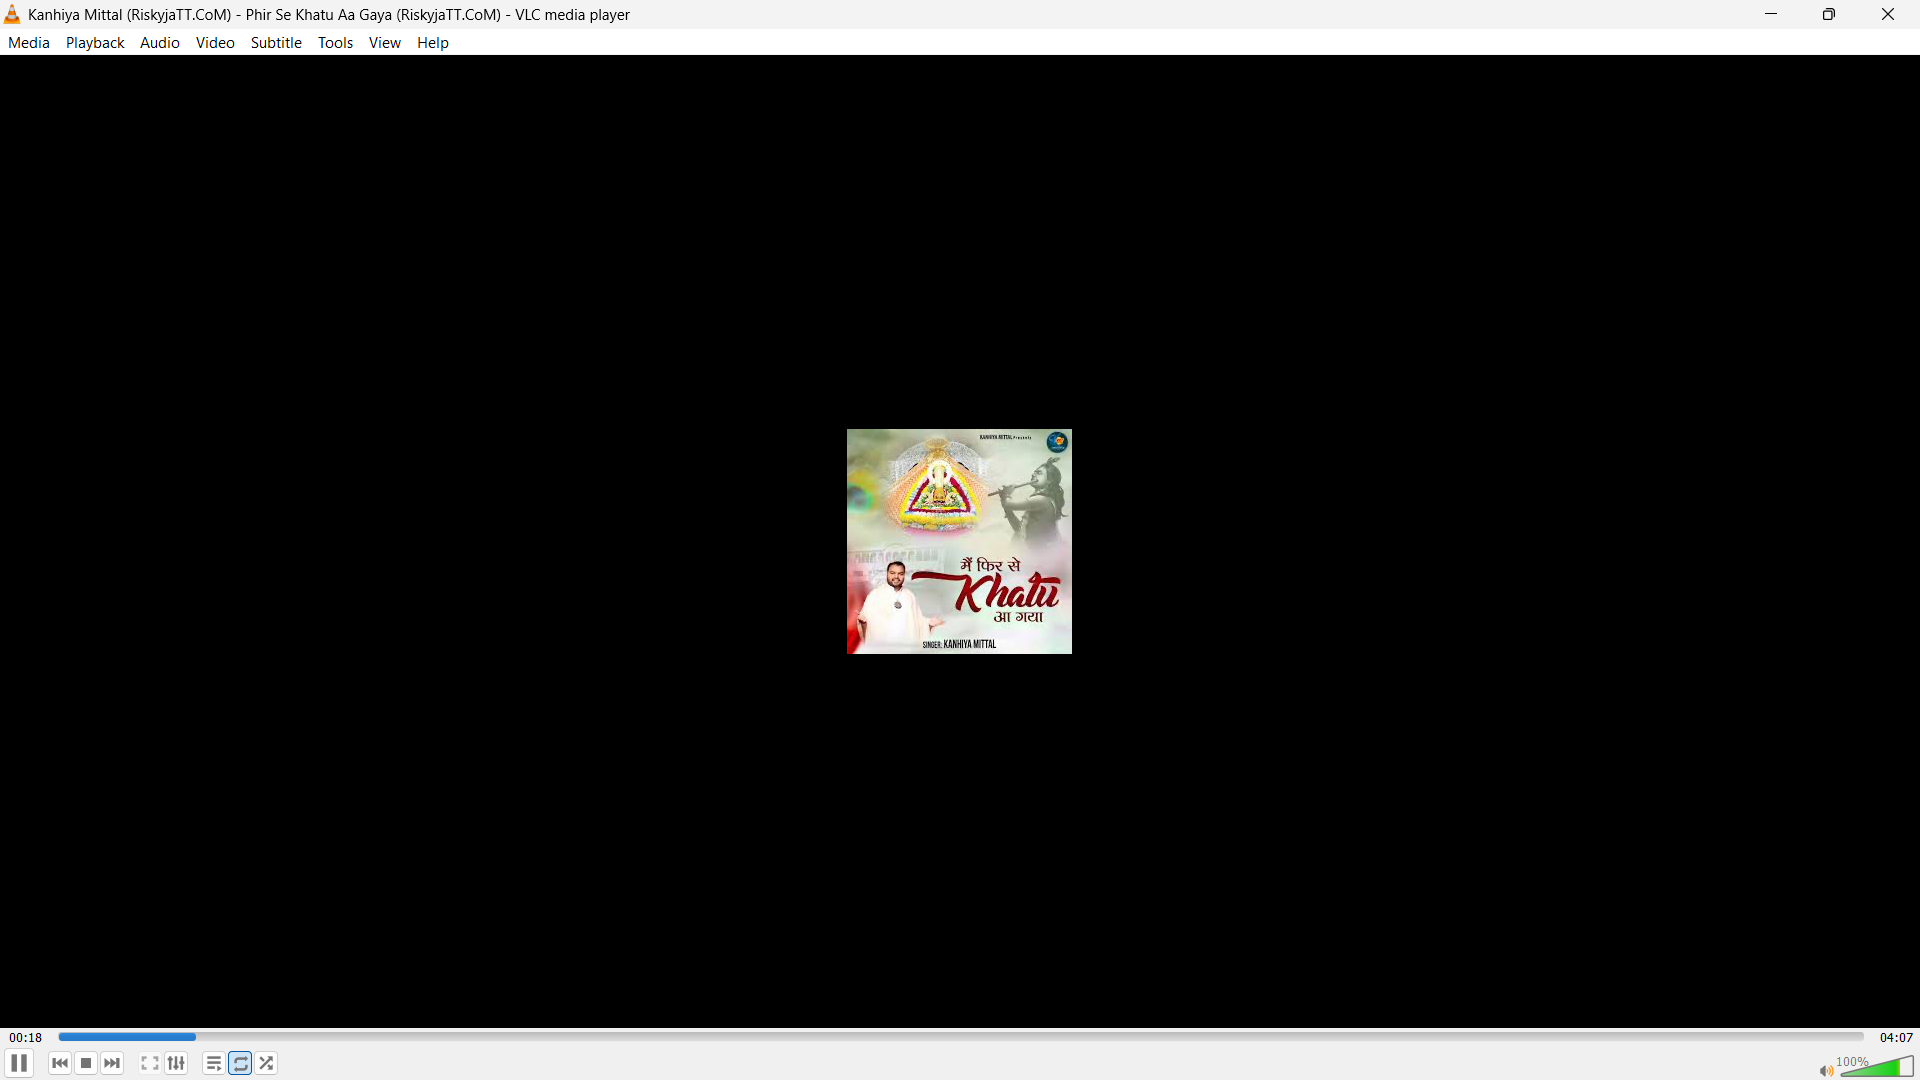 Kanhiya Mittal (RiskyjaTT.CoM) - Phir Se Khatu Aa Gaya (RiskyjaTT.CoM) - VLC media player
Media Playback Audio Video Subtitle Tools View Help
KANHIYA MITTAL Presents
मैं फिर से
Khatu
आ गया
SINGER: KANHIYA MITTAL
00:18
04:07
100%